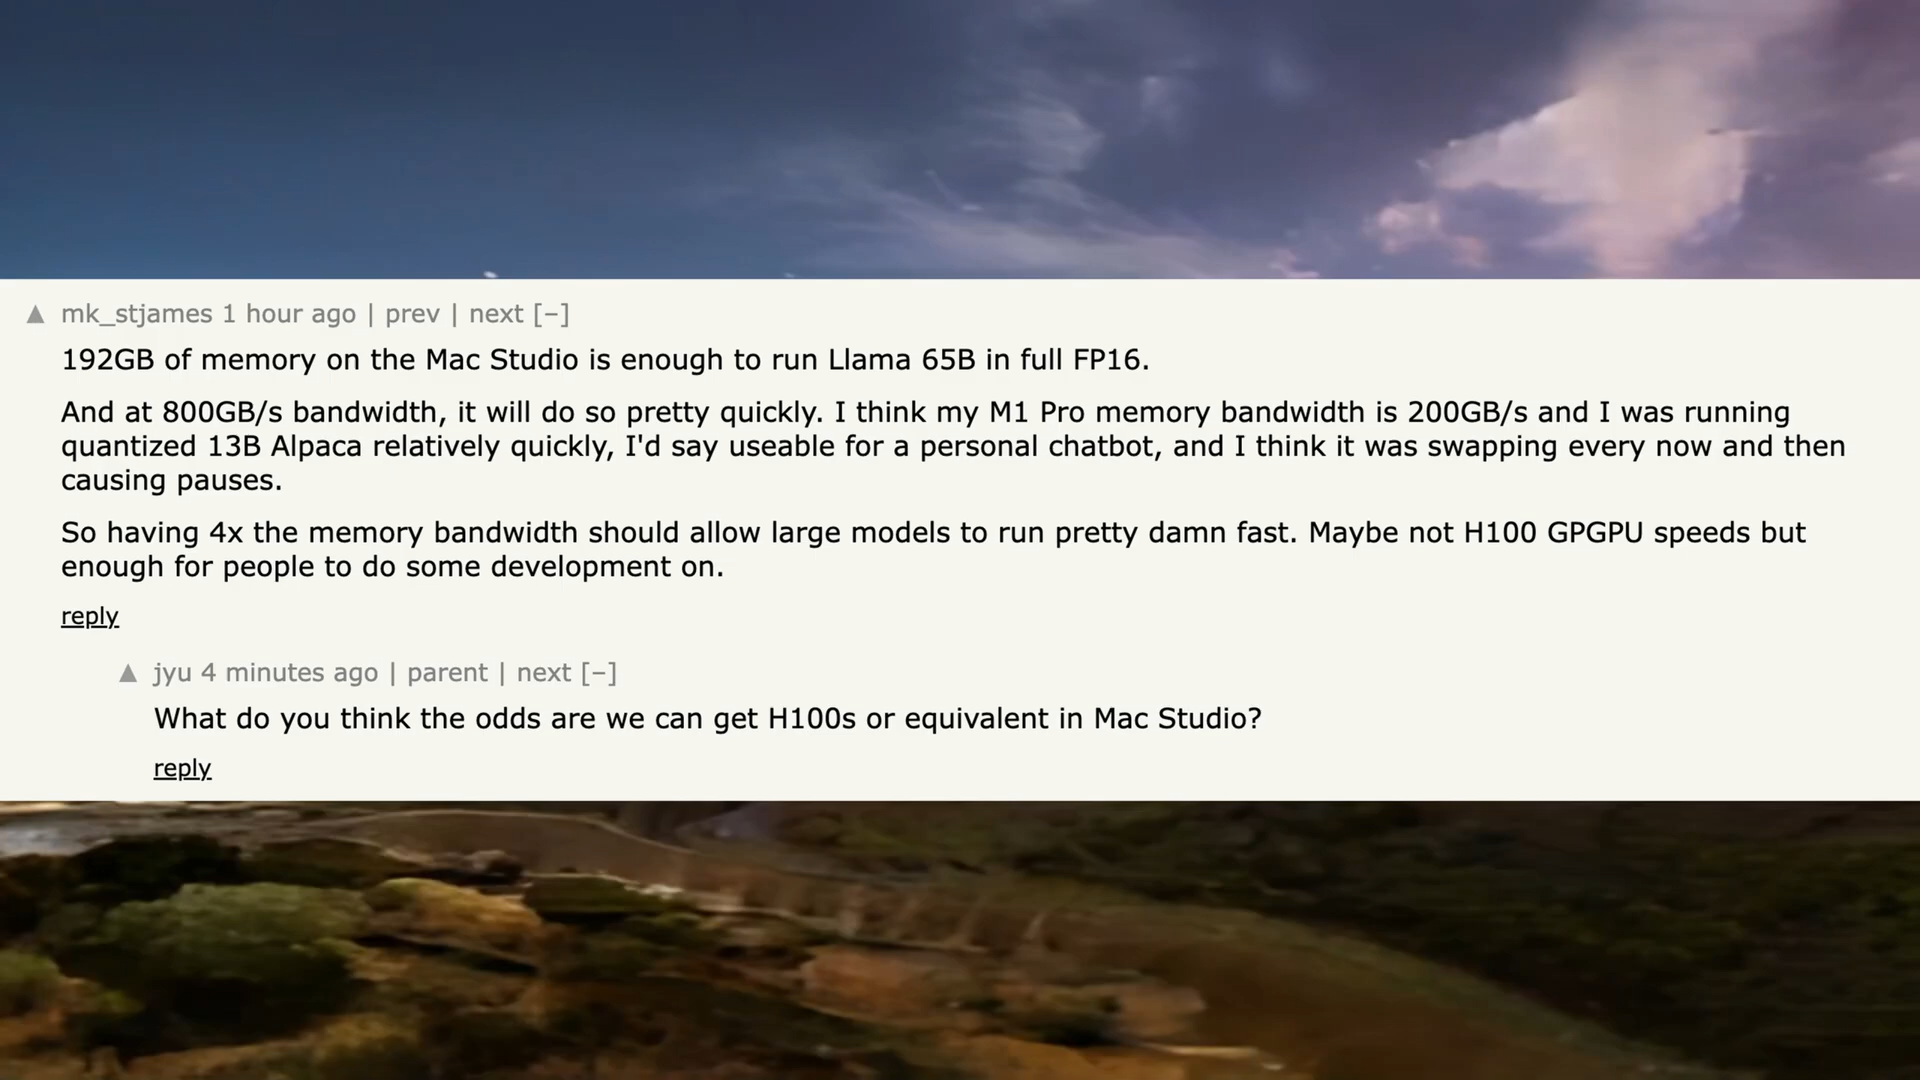 ▲ mk_stjames 1 hour ago | prev | next [–]
192GB of memory on the Mac Studio is enough to run Llama 65B in full FP16.
And at 800GB/s bandwidth, it will do so pretty quickly. I think my M1 Pro memory bandwidth is 200GB/s and I was running
quantized 13B Alpaca relatively quickly, I'd say useable for a personal chatbot, and I think it was swapping every now and then
causing pauses.
So having 4x the memory bandwidth should allow large models to run pretty damn fast. Maybe not H100 GPGPU speeds but
enough for people to do some development on.
reply
▲ jyu 4 minutes ago | parent | next [–]
What do you think the odds are we can get H100s or equivalent in Mac Studio?
reply